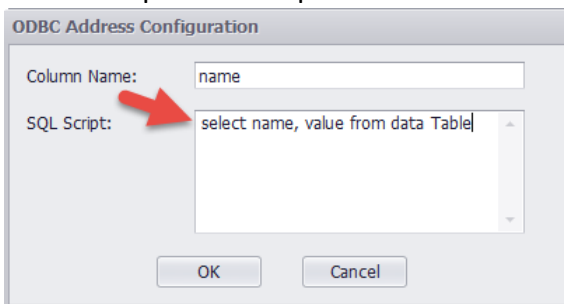 ODBC Address Configuration
Column Name: name
SQL Script: select name, value from data Table
OK Cancel